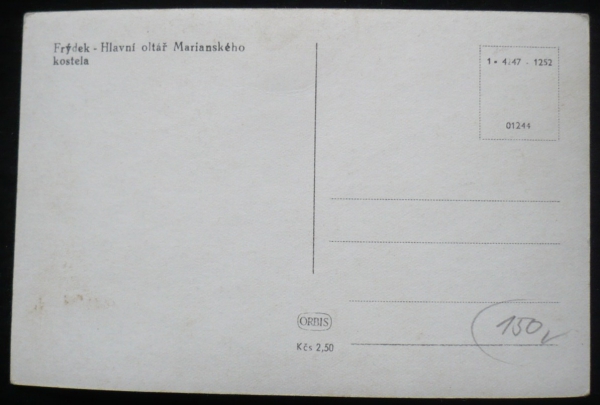 Frýdek - Hlavní oltář Marianského
kostela
1 • 4:47 - 1252
01244
ORBIS
Kčs 2,50
150